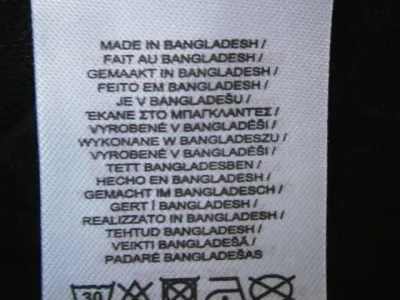 MADE IN BANGLADESH /
FAIT AU BANGLADESH /
GEMAAKT IN BANGLADESH /
FEITO EM BANGLADESH /
JE V BANGLADEŠU /
ΈΚΑΝΕ ΣΤΟ ΜΠΑΓΚΛΑΝΤΕΣ /
VYROBENÉ V BANGLADÉŠI /
WYKONANE W BANGLADESZU /
VYROBENÉ V BANGLADÉŠI /
TETT BANGLADESBEN /
HECHO EN BANGLADESH /
GEMACHT IM BANGLADESCH /
GERT Í BANGLADESH /
REALIZZATO IN BANGLADESH /
TEHTUD BANGLADESH /
VEIKTI BANGLADEŠĀ /
PADARĖ BANGLADEŠAS
30